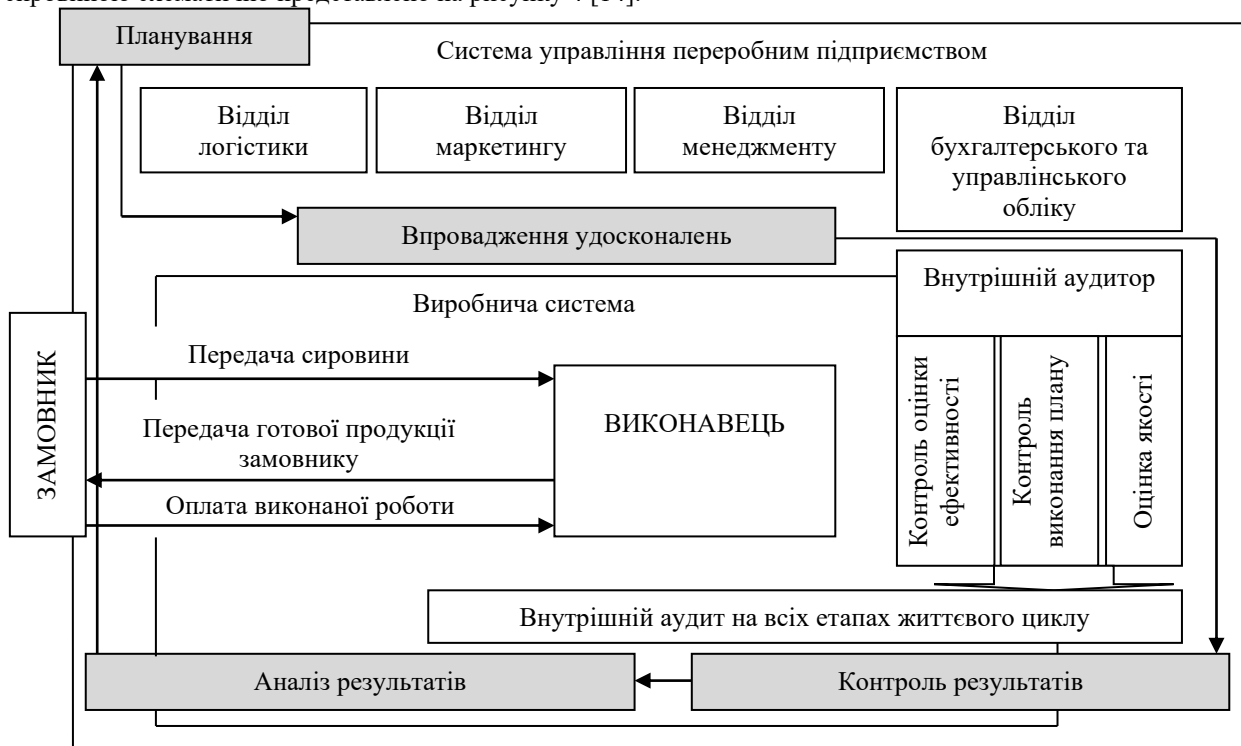 Планування
Система управління переробним підприємством
Відділ
логістики
Відділ
маркетингу
Відділ
менеджменту
Відділ
бухгалтерського та
управлінського
обліку
Впровадження удосконалень
Внутрішній аудитор
Виробнича система
ЗАМОВНИК
Передача сировини
Передача готової продукції
замовнику
Оплата виконаної роботи
ВИКОНАВЕЦЬ
Контроль оцінки
ефективності
Контроль
виконання плану
Оцінка якості
Внутрішній аудит на всіх етапах життєвого циклу
Аналіз результатів
Контроль результатів